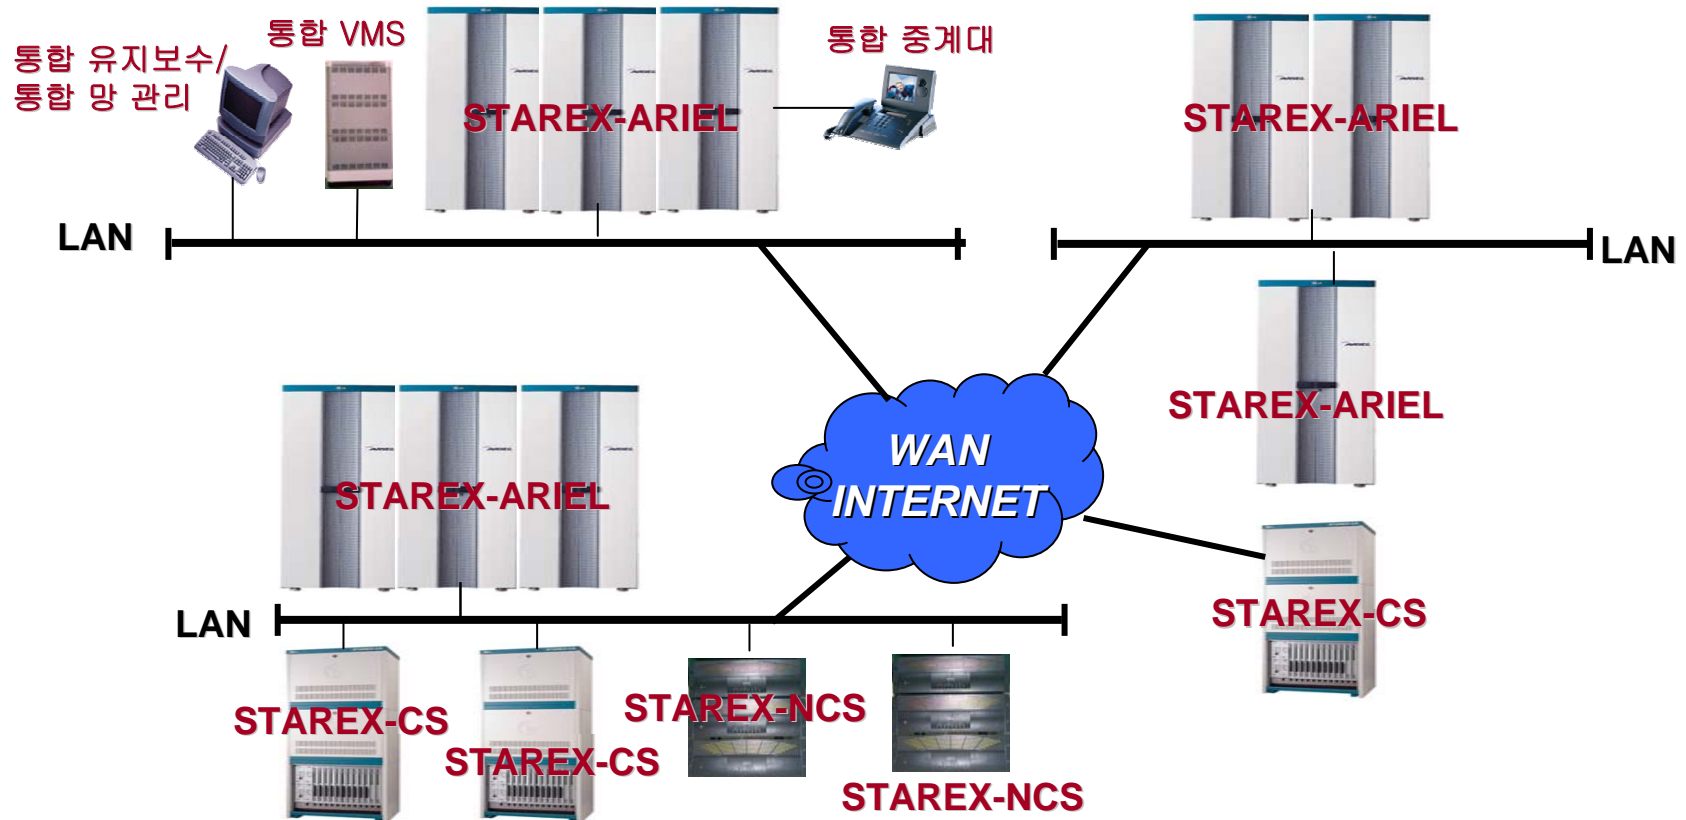 통합 유지보수/
통합 망 관리
통합 VMS
STAREX-ARIEL
통합 중계대
STAREX-ARIEL
LAN
LAN
STAREX-ARIEL
WAN
INTERNET
STAREX-ARIEL
LAN
STAREX-CS
STAREX-CS
STAREX-CS
STAREX-NCS
STAREX-NCS